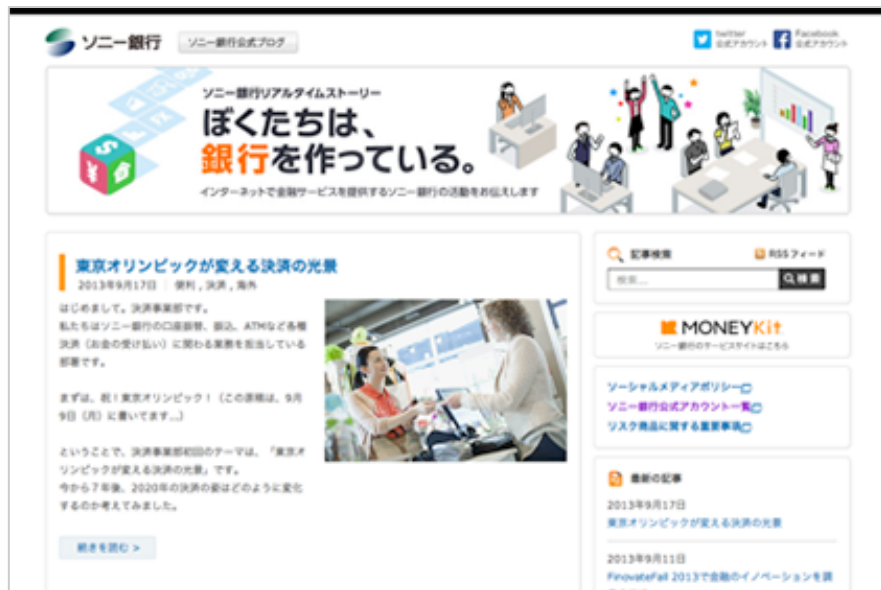 ソニー銀行
ソニー銀行公式ブログ
twitter
公式アカウント
Facebook
公式アカウント
ソニー銀行リアルタイムストーリー
ぼくたちは、
銀行を作っている。
インターネットで金融サービスを提供するソニー銀行の活動をお伝えします
東京オリンピックが変える決済の光景
2013年9月17日 便利 , 決済 , 海外
はじめまして。決済事業部です。
私たちはソニー銀行の口座振替、振込、ATMなど各種
決済（お金の受け払い）に関わる業務を担当している
部署です。
まずは、祝！東京オリンピック！（この原稿は、9月
9日（月）に書いてます...）
ということで、決済事業部初回のテーマは、「東京オ
リンピックが変える決済の光景」です。
今から7年後、2020年の決済の姿はどのように変化
するのか考えてみました。
続きを読む >
記事検索
RSSフィード
検索...
検索
MONEYKit
ソニー銀行のサービスサイトはこちら
ソーシャルメディアポリシー
ソニー銀行公式アカウント一覧
リスク商品に関する重要事項
最新の記事
2013年9月17日
東京オリンピックが変える決済の光景
2013年9月11日
FinovateFall 2013で金融のイノベーションを調